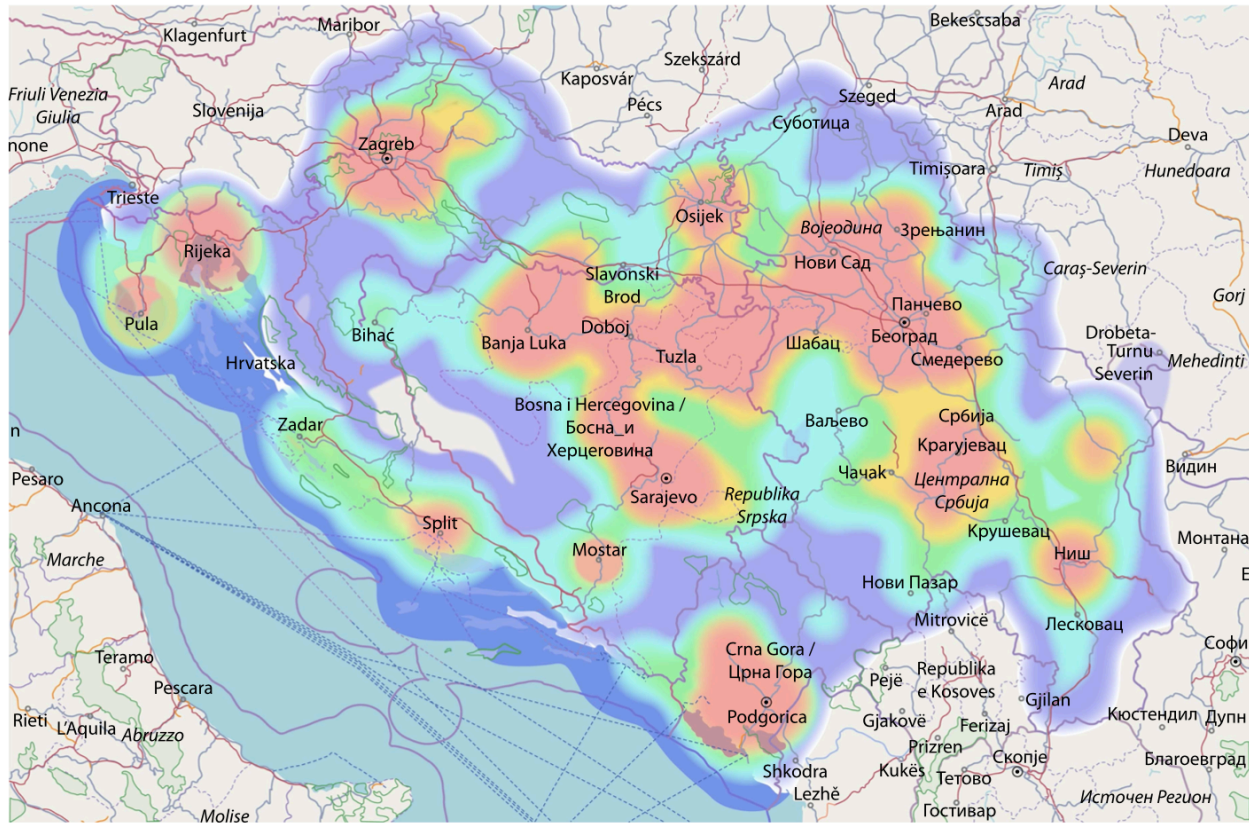 Maribor
Klagenfurt
Bekescsaba
Szekszárd
Kaposvár
Arad
Friuli Venezia
Giulia
Slovenija
Pécs
Szeged
Arad
Суботица
none
Zagreb
Deva
Timișoara
Timiș
Hunedoara
Trieste
Osijek
Војеодина
Зрењанин
Rijeka
Нови Сад
Caraș-Severin
Slavonski
Brod
Gorj
Панчево
Pula
Bihać
Banja Luka
Doboj
Шабац
Београд
Drobeta-
Turnu
Severin
Mehedinti
Tuzla
Смедерево
Hrvatska
Bosna i Hercegovina /
Босна_и
Херцеговина
Ваљево
Србија
Zadar
n
Крагујевац
Pesaro
Чачак
Централна
Србија
Видин
Sarajevo
Republika
Srpska
Ancona
Split
Крушевац
Marche
Mostar
Ниш
Монтана
Нови Пазар
Е
Mitrovicë
Лесковац
Teramo
Crna Gora /
Црна Гора
Софи
Pejë
Republika
e Kosoves
Pescara
Podgorica
Gjilan
Rieti
L'Aquila
Abruzzo
Gjakovë
Ferizaj
Кюстендил
Дупн
Prizren
Shkodra
Kukës
Скопје
Тетово
Благоевград
Lezhë
Источен Регион
Гостивар
Molise